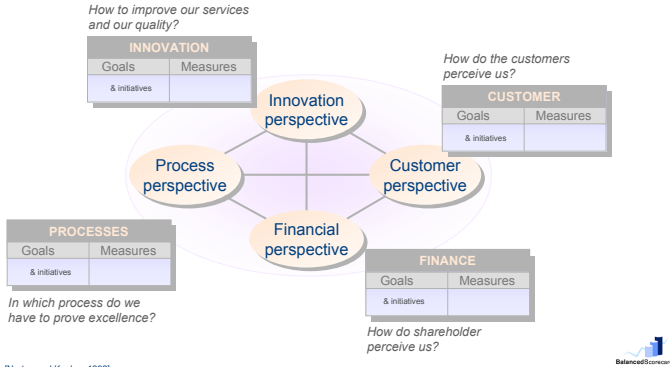 How to improve our services
and our quality?
INNOVATION
Goals Measures
& initiatives
How do the customers
perceive us?
CUSTOMER
Goals Measures
& initiatives
Innovation
perspective
Process
perspective
Customer
perspective
Financial
perspective
PROCESSES
Goals Measures
& initiatives
In which process do we
have to prove excellence?
FINANCE
Goals Measures
& initiatives
How do shareholder
perceive us?
BalancedScorecar